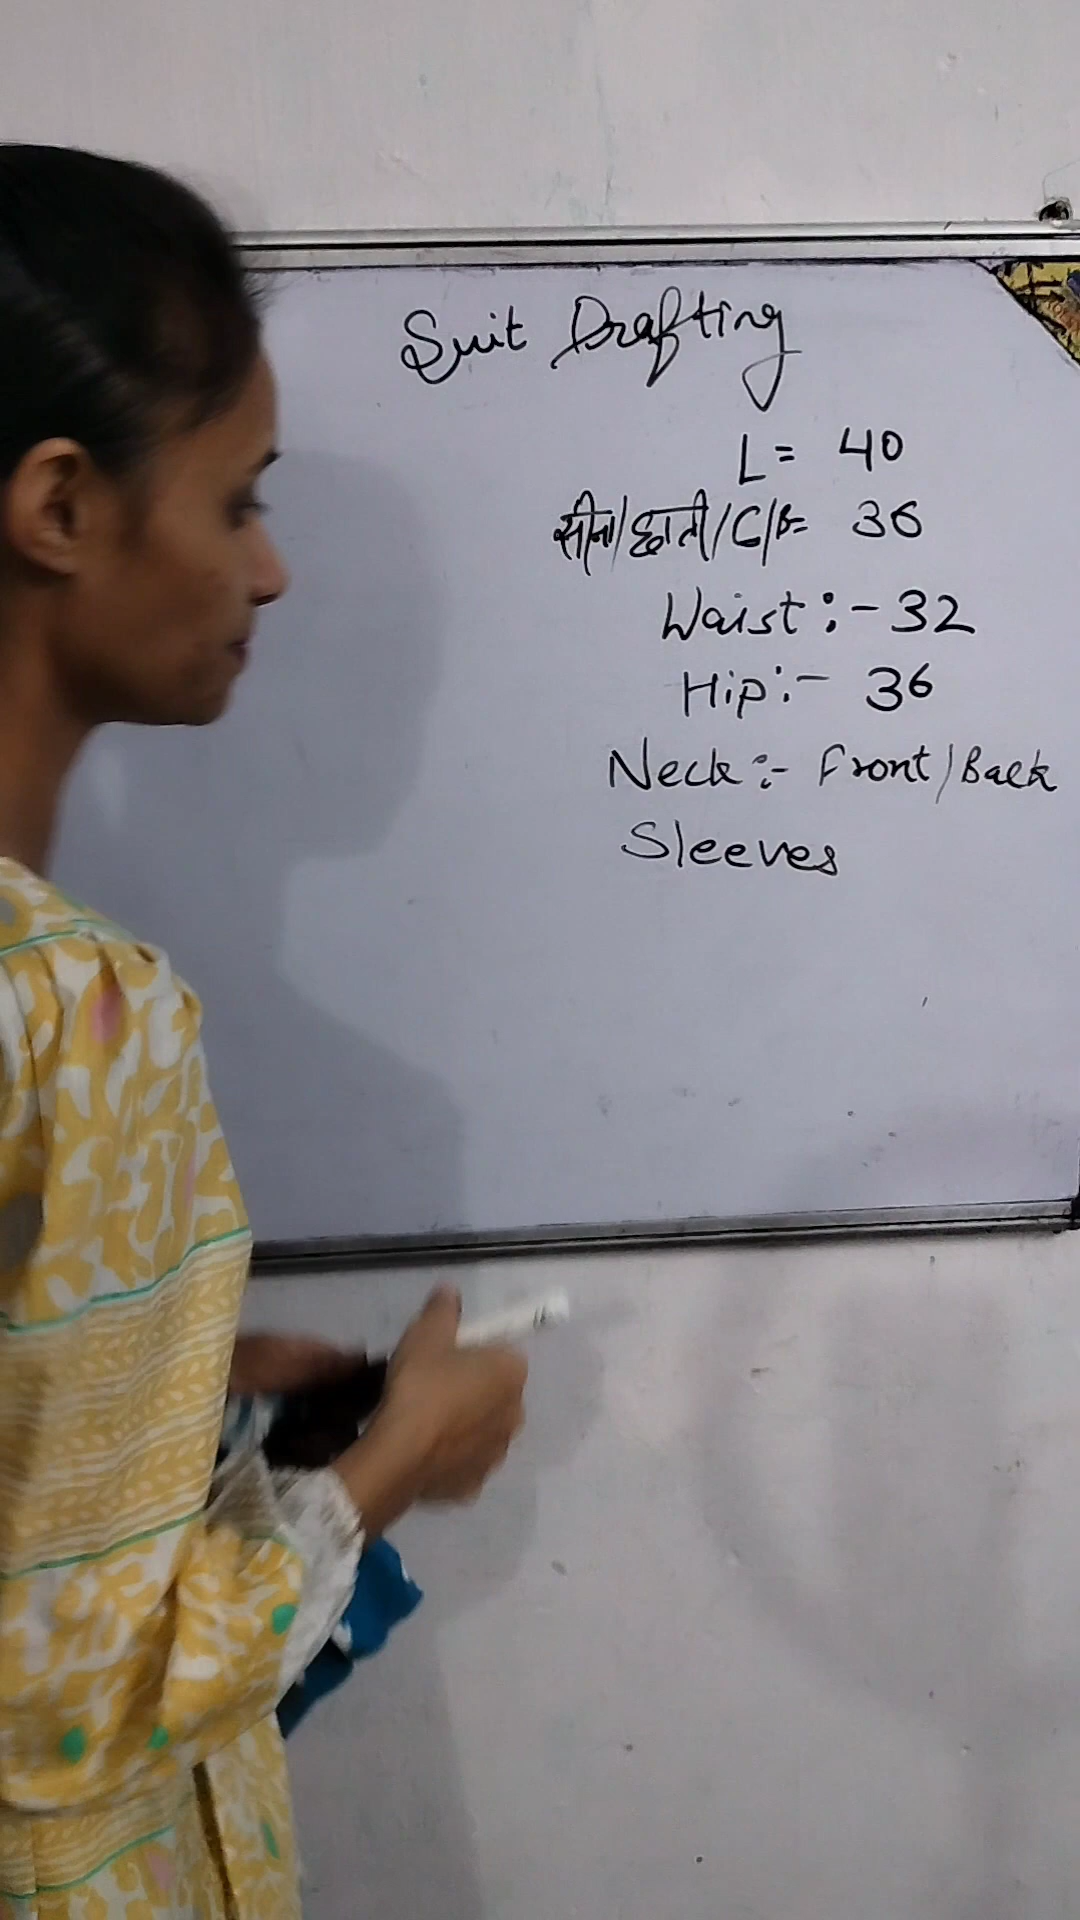 Suit Drafting
L = 40
सीना/छाती/C/B= 36
Waist :- 32
Hip :- 36
Neck :- Front/Back
Sleeves